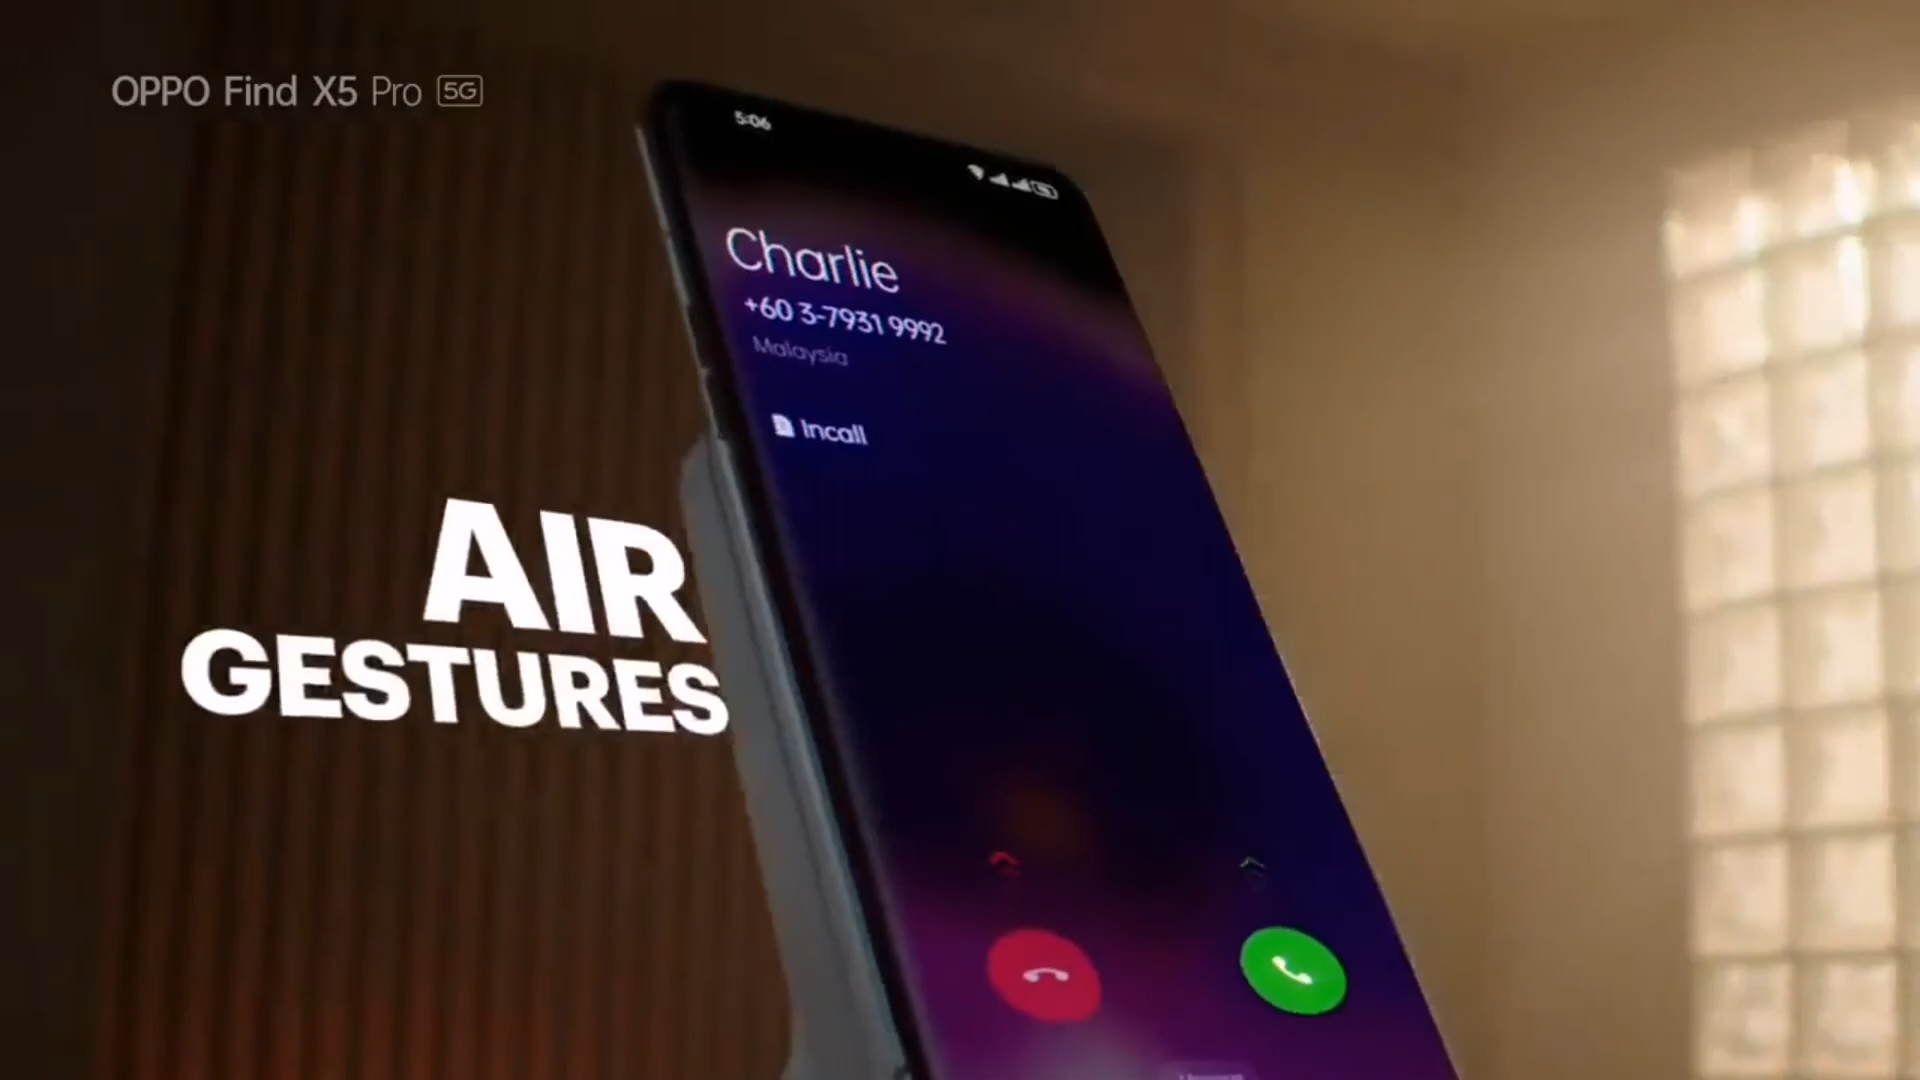 OPPO Find X5 Pro 5G
5:06
Charlie
+60 3-7931 9992
Malaysia
Incall
AIR
GESTURES